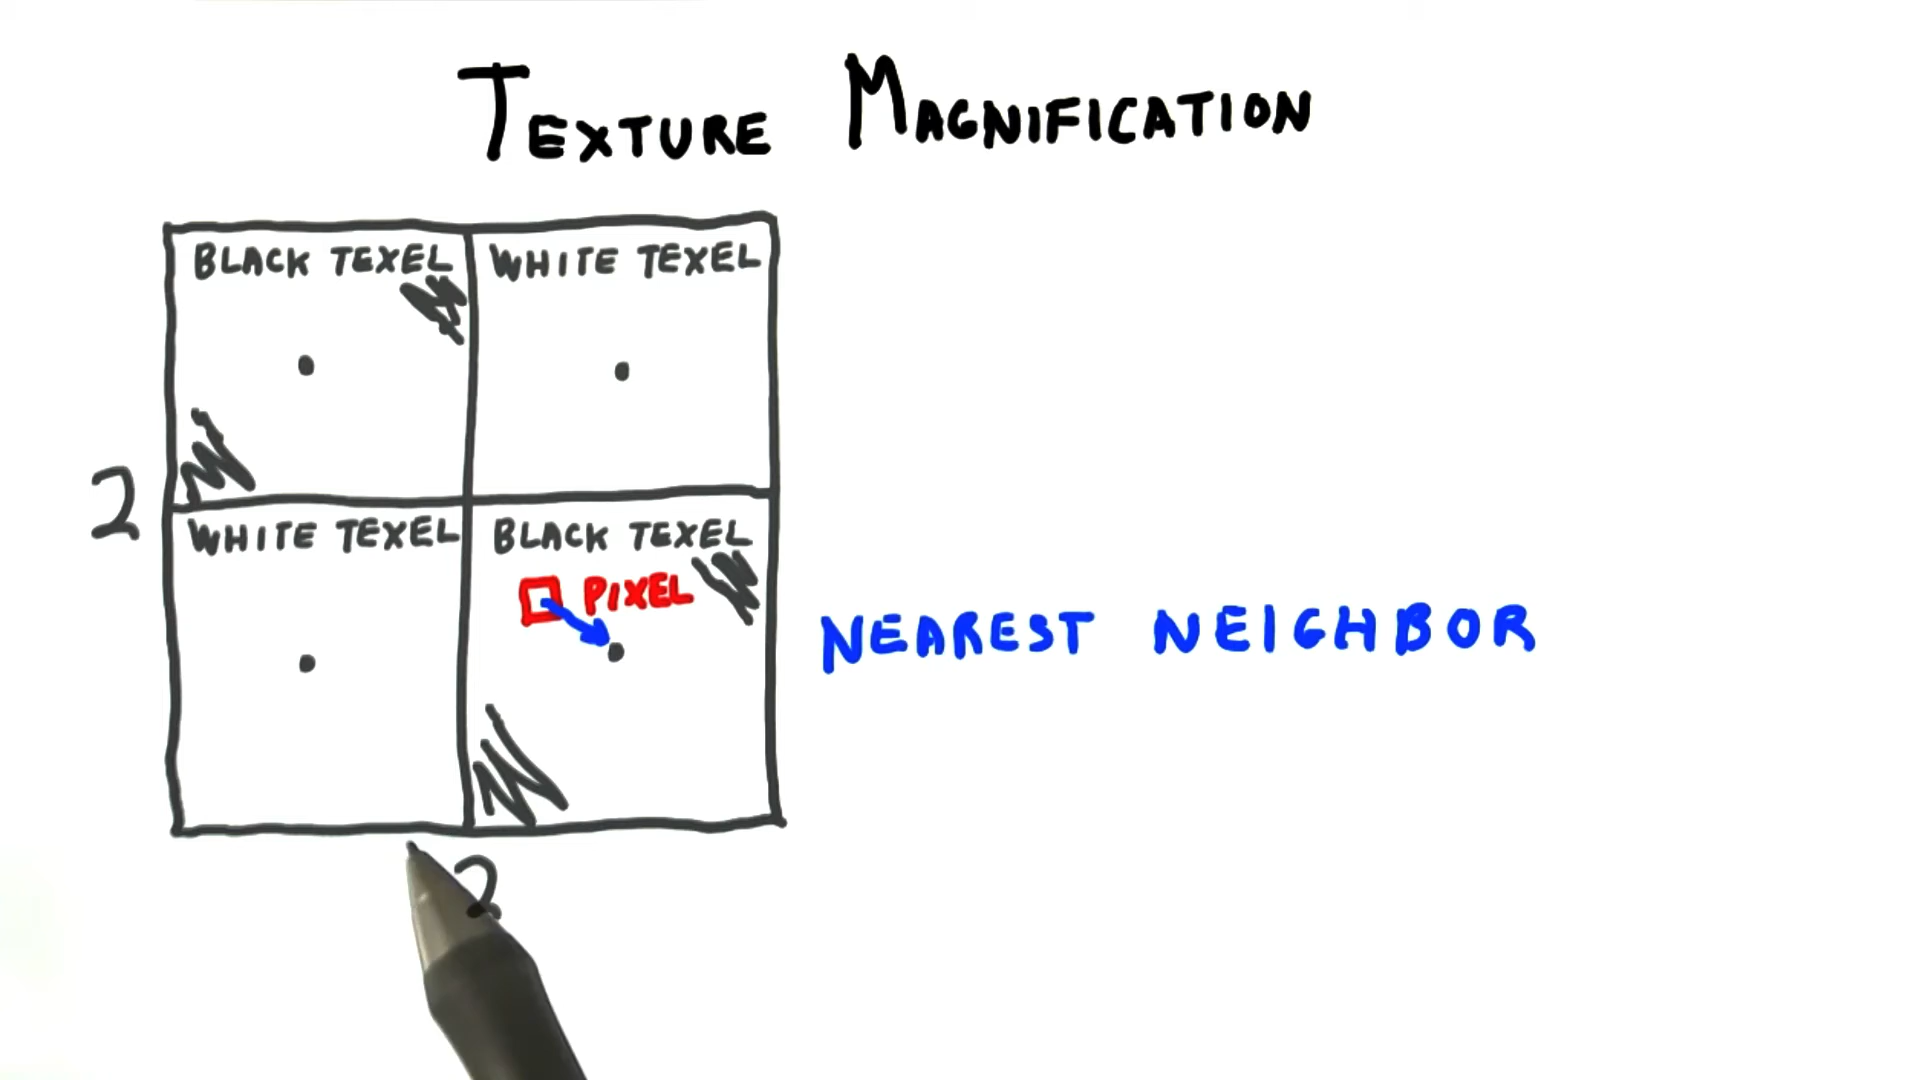 TEXTURE MAGNIFICATION
BLACK TEXEL
WHITE TEXEL
2
WHITE TEXEL
BLACK TEXEL
PIXEL
NEAREST NEIGHBOR
2